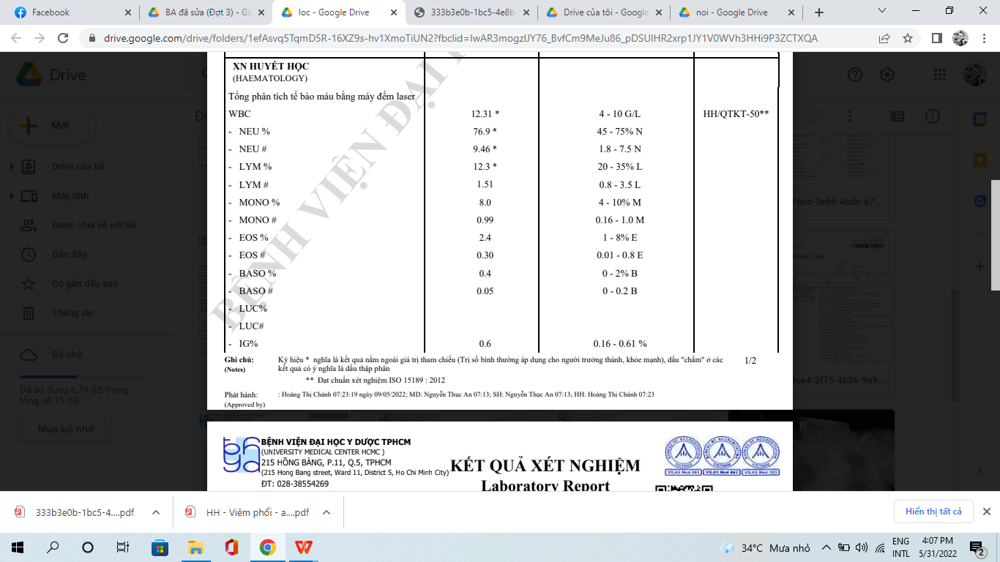 Facebook
BA đã sửa (Đợt 3) - Go
loc - Google Drive
333b3e0b-1bc5-4e8b-
Drive của tôi - Google
noi - Google Drive
drive.google.com/drive/folders/1efAsvq5TqmD5R-16XZ9s-hv1XmoTiUN2?fbclid=IwAR3mogzIJY76_BvfCm9MeJu86_pDSUlHR2xrp1JY1V0WVh3HHi9P3ZCTXQA
Drive
Mới
Drive của tôi
Máy tính
Được chia sẻ với tôi
Gần đây
Có gắn dấu sao
Thùng rác
Bộ nhớ
Đã sử dụng 6,79 GB trong
tổng số 15 GB
Mua bộ nhớ
76cb-3e66-4bdc-a7...
0ce4-3f75-4b36-9a9...
R
BỆNH VIỆN ĐẠI H
XN HUYẾT HỌC
(HAEMATOLOGY)
Tổng phân tích tế bào máu bằng máy đếm laser
WBC 12.31 * 4 - 10 G/L HH/QTKT-50**
- NEU % 76.9 * 45 - 75% N
- NEU # 9.46 * 1.8 - 7.5 N
- LYM % 12.3 * 20 - 35% L
- LYM # 1.51 0.8 - 3.5 L
- MONO % 8.0 4 - 10% M
- MONO # 0.99 0.16 - 1.0 M
- EOS % 2.4 1 - 8% E
- EOS # 0.30 0.01 - 0.8 E
- BASO % 0.4 0 - 2% B
- BASO # 0.05 0 - 0.2 B
- LUC%
- LUC#
- IG% 0.6 0.16 - 0.61 %
Ghi chú: Ký hiệu * nghĩa là kết quả nằm ngoài giá trị tham chiếu (Trị số bình thường áp dụng cho người trưởng thành, khỏe mạnh), dấu "chấm" ở các 1/2
(Notes) kết quả có ý nghĩa là dấu thập phân
** Đạt chuẩn xét nghiệm ISO 15189 : 2012
Phát hành: : Hoàng Thị Chánh 07:23:19 ngày 09/05/2022; MD: Nguyễn Thục An 07:13; SH: Nguyễn Thục An 07:13; HH: Hoàng Thị Chánh 07:23
(Approved by)
BỆNH VIỆN ĐẠI HỌC Y DƯỢC TPHCM
(UNIVERSITY MEDICAL CENTER HCMC )
215 HỒNG BÀNG, P.11, Q.5, TPHCM
(215 Hong Bang street, Ward 11, District 5, Ho Chi Minh City)
ĐT: 028-38554269
KẾT QUẢ XÉT NGHIỆM
Laboratory Report
VILAS Med 061
VILAS Med 062
VILAS Med 063
333b3e0b-1bc5-4....pdf
HH - Viêm phổi - a....pdf
Hiển thị tất cả
34°C Mưa nhỏ
ENG
INTL
4:07 PM
5/31/2022
2